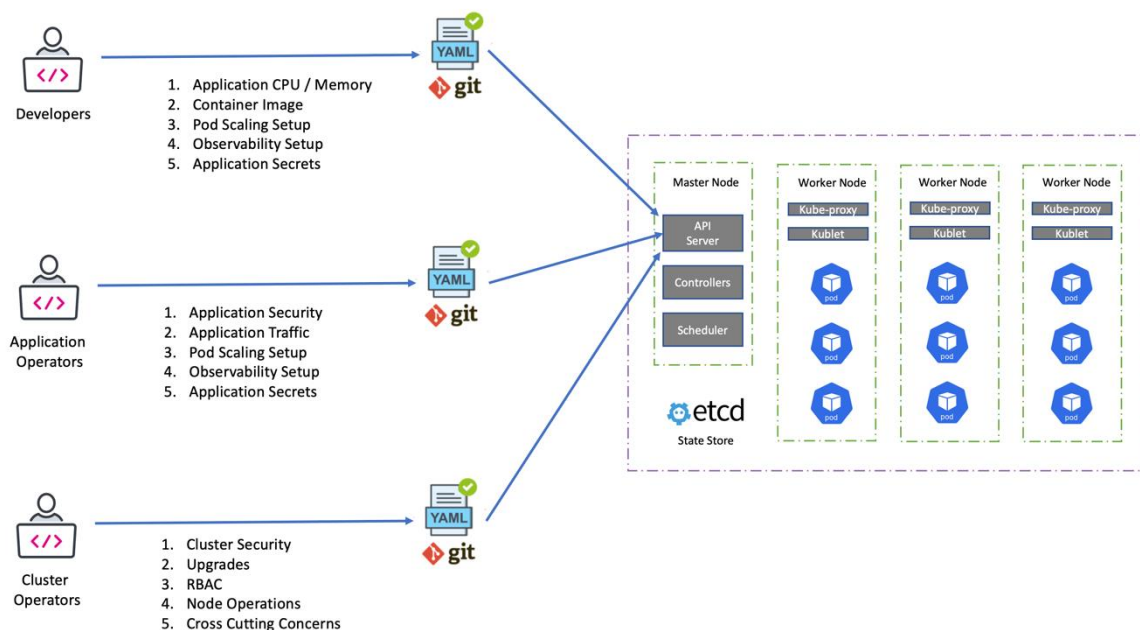 Developers
1. Application CPU / Memory
2. Container Image
3. Pod Scaling Setup
4. Observability Setup
5. Application Secrets
YAML
git
Application
Operators
1. Application Security
2. Application Traffic
3. Pod Scaling Setup
4. Observability Setup
5. Application Secrets
YAML
git
Cluster
Operators
1. Cluster Security
2. Upgrades
3. RBAC
4. Node Operations
5. Cross Cutting Concerns
YAML
git
Master Node
API
Server
Controllers
Scheduler
etcd
State Store
Worker Node
Kube-proxy
Kublet
pod
pod
pod
Worker Node
Kube-proxy
Kublet
pod
pod
pod
Worker Node
Kube-proxy
Kublet
pod
pod
pod